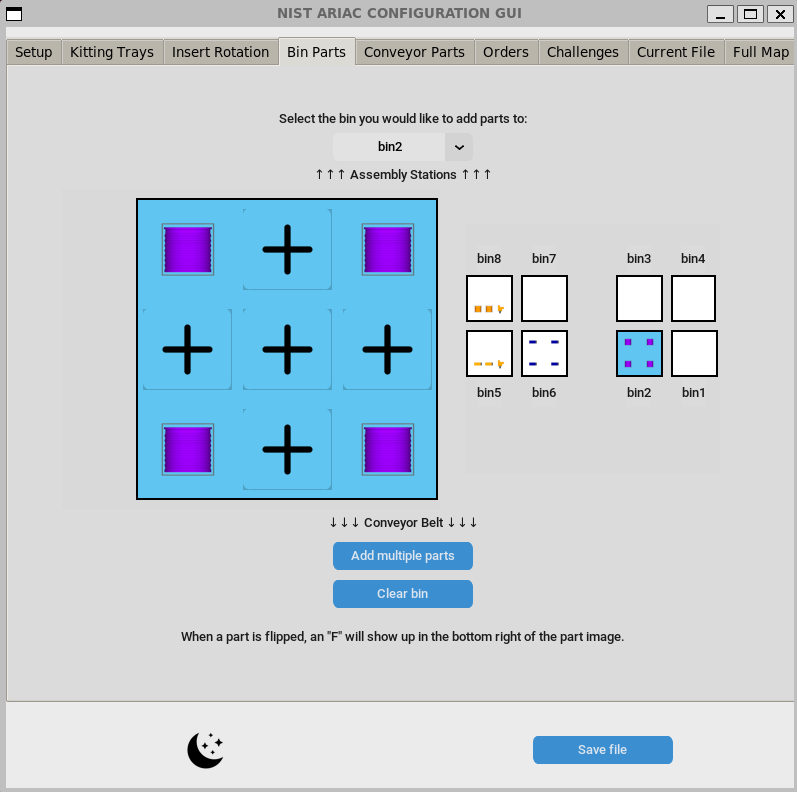 NIST ARIAC CONFIGURATION GUI
Setup Kitting Trays Insert Rotation Bin Parts Conveyor Parts Orders Challenges Current File Full Map
Select the bin you would like to add parts to:
bin2
↑↑↑ Assembly Stations ↑↑↑
bin8 bin7 bin3 bin4
bin5 bin6 bin2 bin1
↓↓↓ Conveyor Belt ↓↓↓
Add multiple parts
Clear bin
When a part is flipped, an "F" will show up in the bottom right of the part image.
Save file